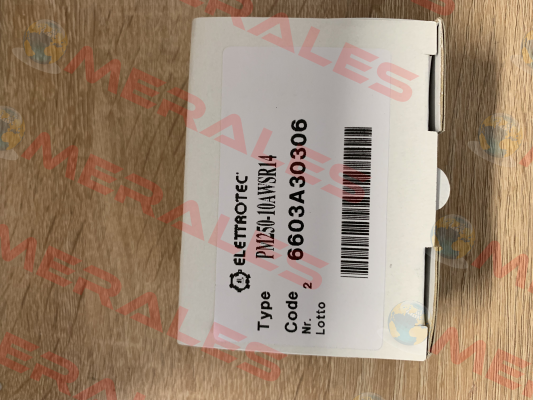 ELETTROTEC
Type PM250-10AWSR14
Code 6603A30306
Nr. 2
Lotto
MERALES